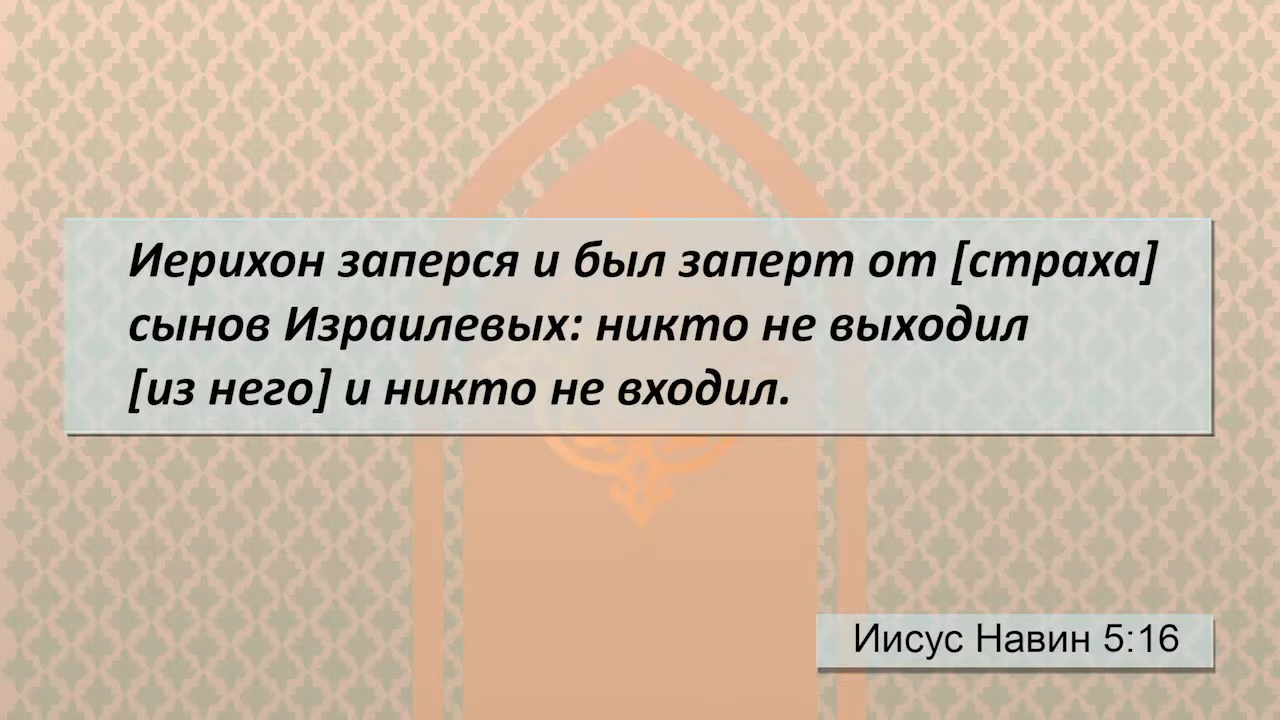 Иерихон заперся и был заперт от [страха]
сынов Израилевых: никто не выходил
[из него] и никто не входил.
Иисус Навин 5:16